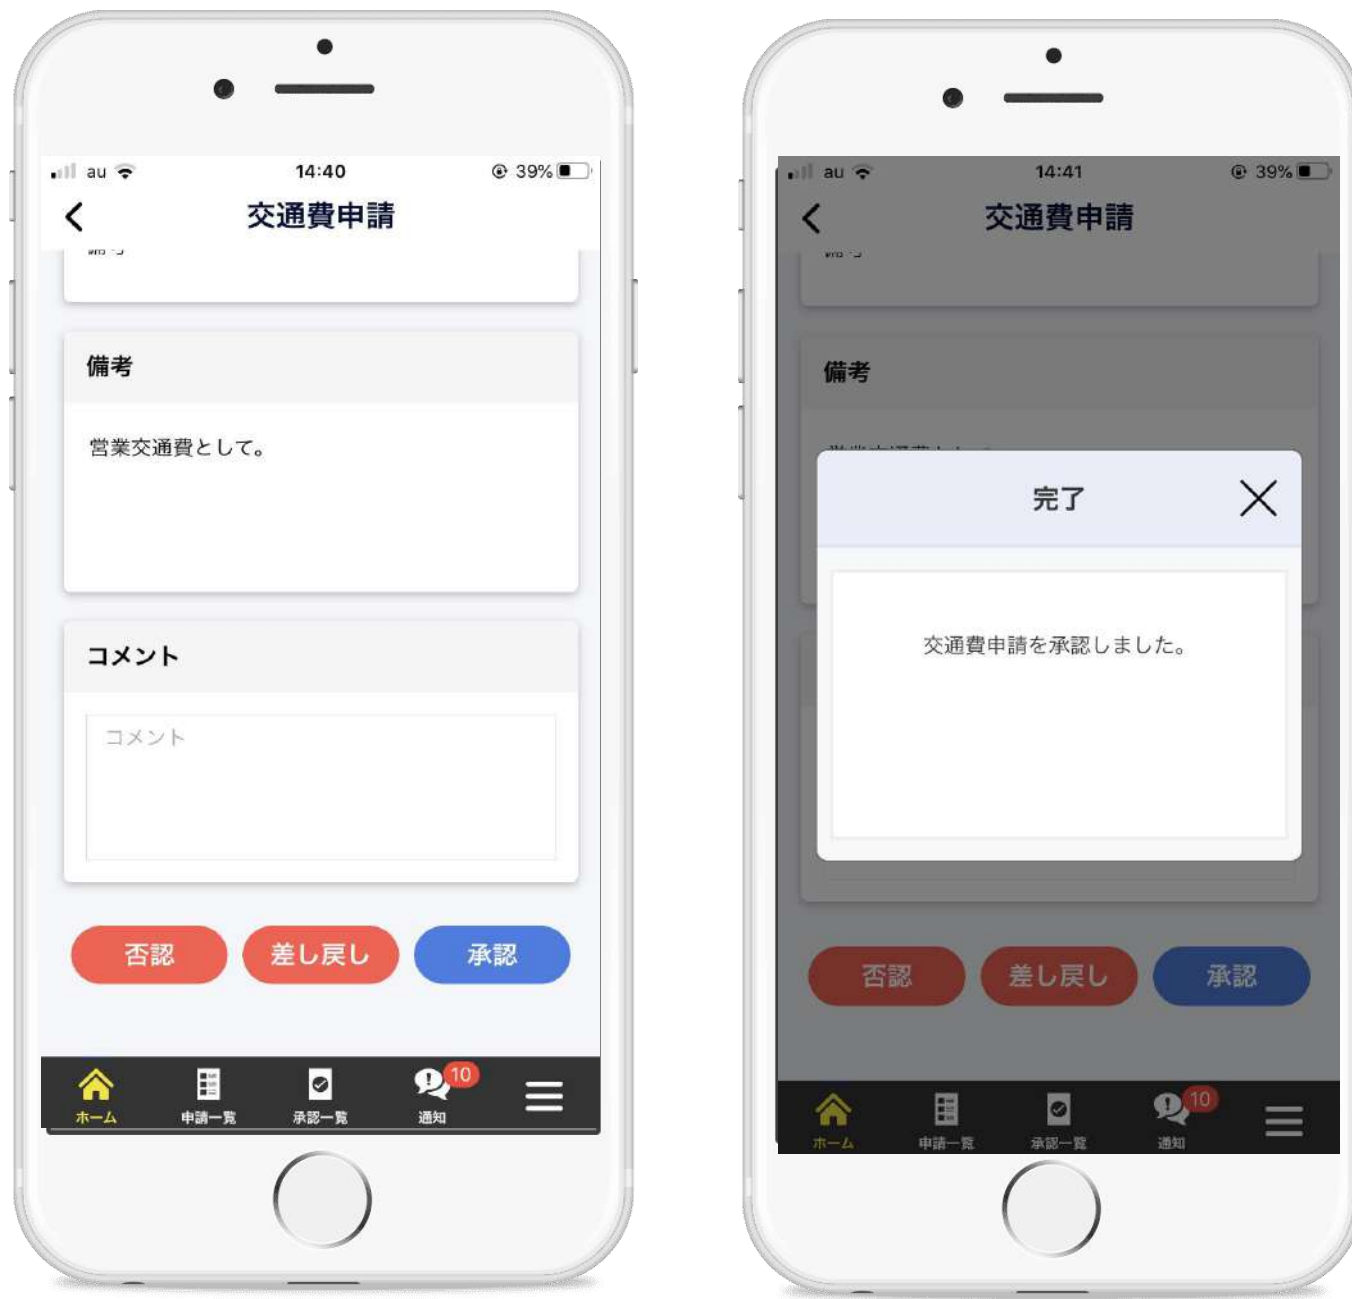 au
14:40
39%
交通費申請
備考
備考
営業交通費として。
コメント
コメント
否認
差し戻し
承認
10
ホーム
申請一覧
承認一覧
通知
au
14:41
39%
交通費申請
備考
完了
交通費申請を承認しました。
否認
差し戻し
承認
10
ホーム
申請一覧
承認一覧
通知